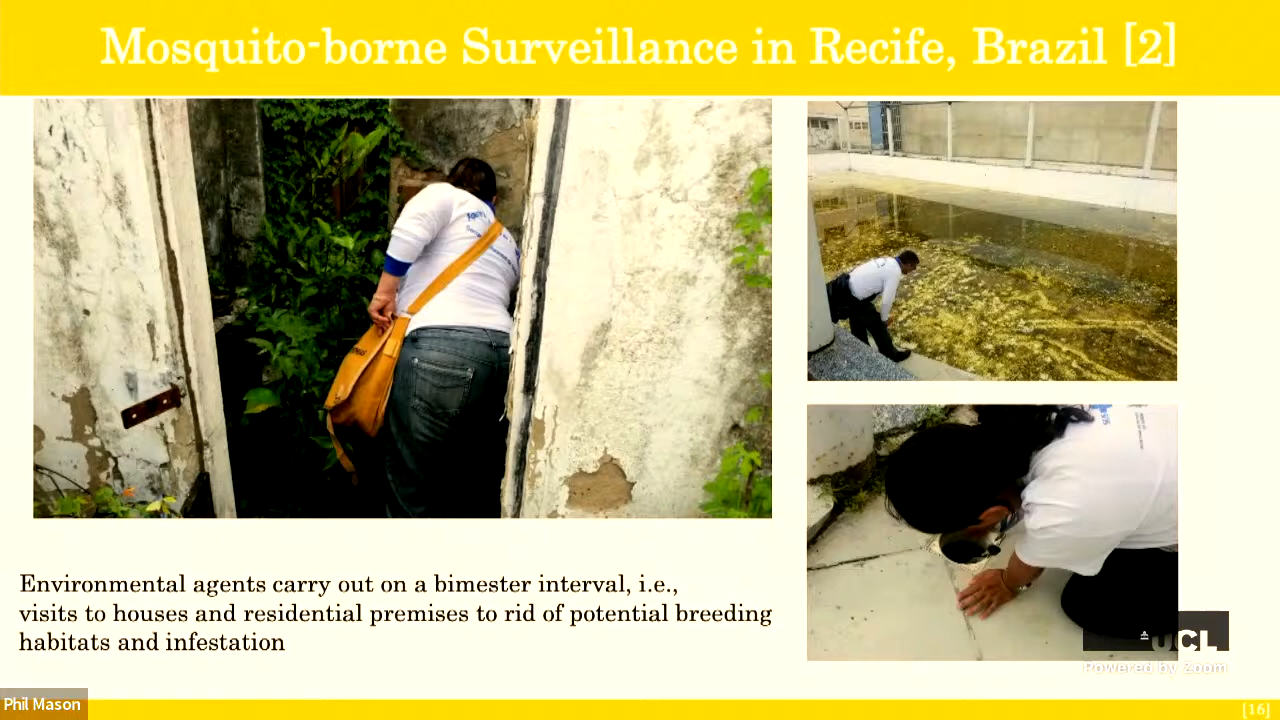 Mosquito-borne Surveillance in Recife, Brazil [2]
Environmental agents carry out on a bimester interval, i.e.,
visits to houses and residential premises to rid of potential breeding
habitats and infestation
UCL
Powered by Zoom
Phil Mason
[16]